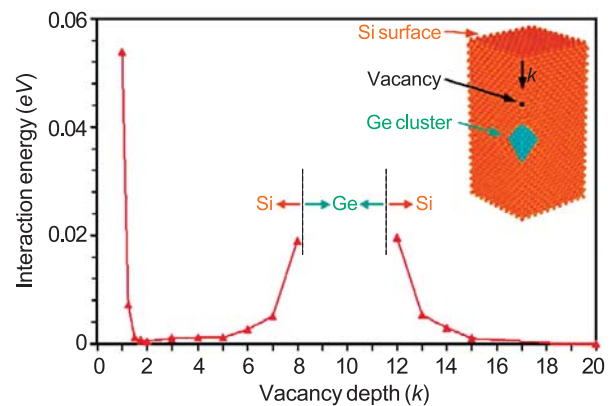 0.06
0.04
0.02
0
Interaction energy (eV)
0 2 4 6 8 10 12 14 16 18 20
Vacancy depth (k)
Si Ge Si
Si surface
k
Vacancy
Ge cluster